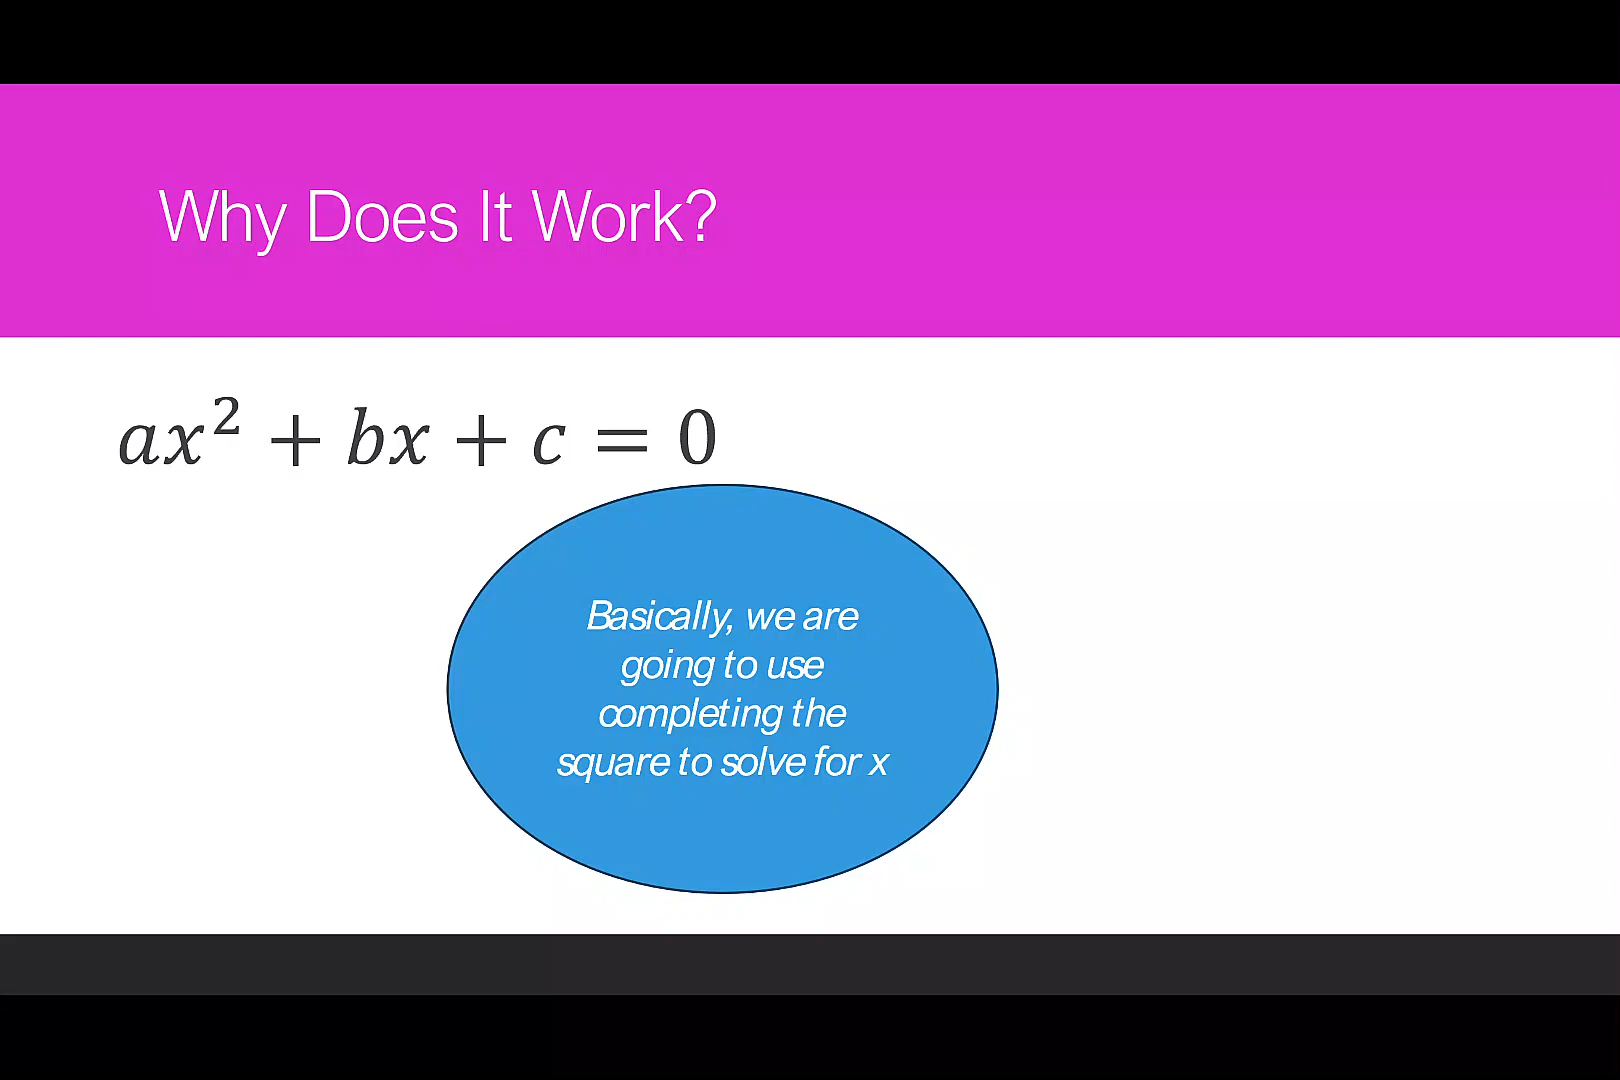 Why Does It Work?
ax² + bx + c = 0
Basically, we are
going to use
completing the
square to solve for x